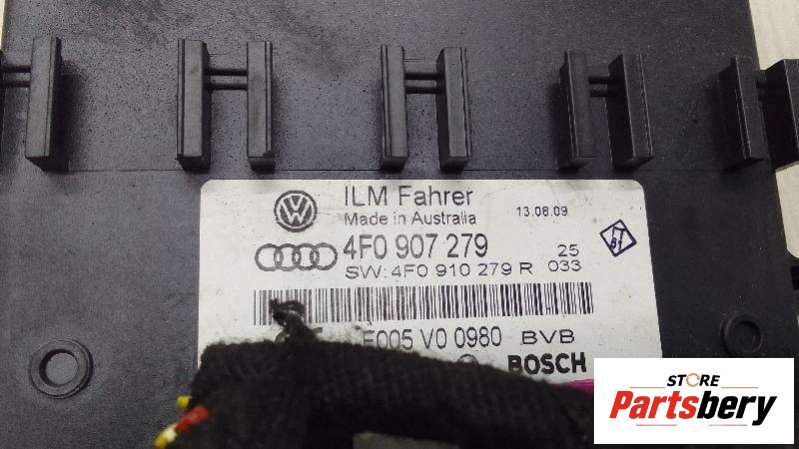 ILM Fahrer
Made in Australia 13.08.09
4F0 907 279 25
SW: 4F0 910 279 R 033
F005 V0 0980 BVB
BOSCH
STORE
Partsbery